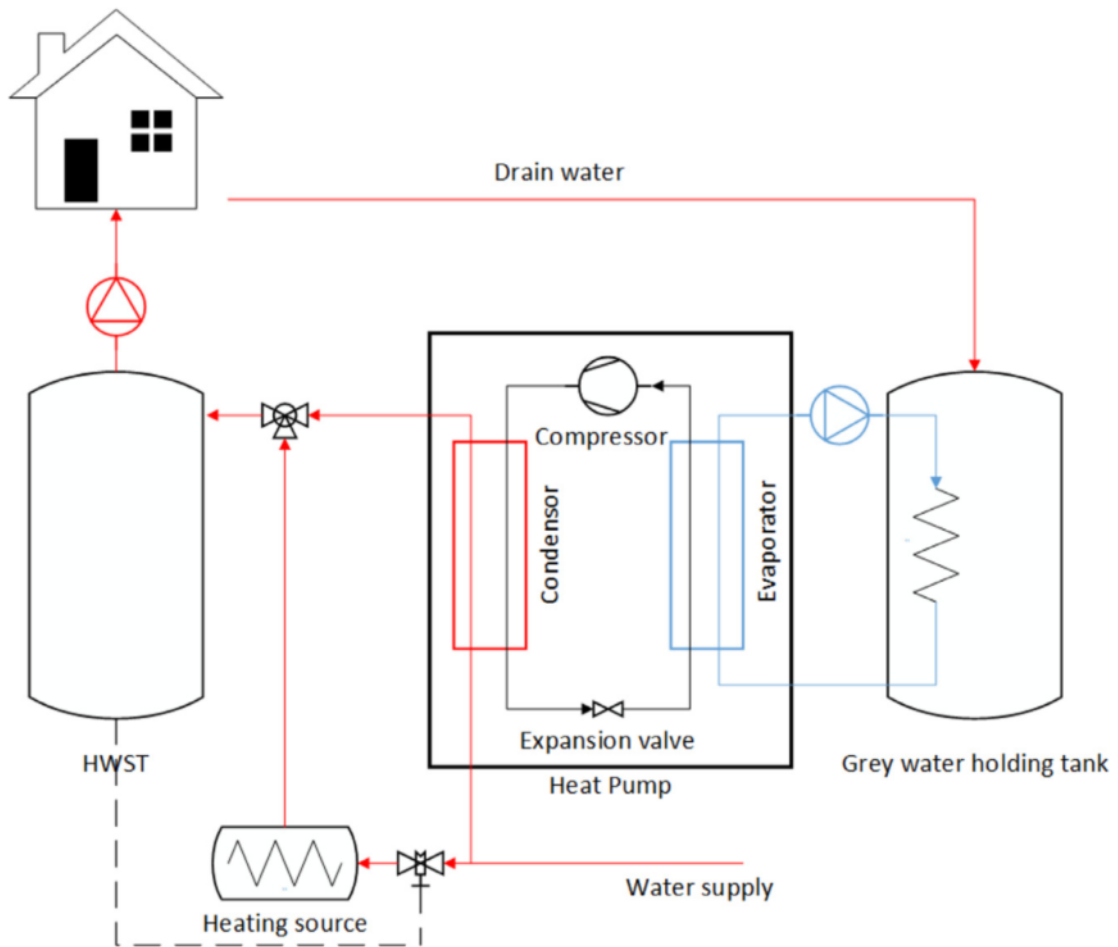 Drain water
Compressor
Condensor
Evaporator
Expansion valve
HWST
Heat Pump
Grey water holding tank
Water supply
Heating source